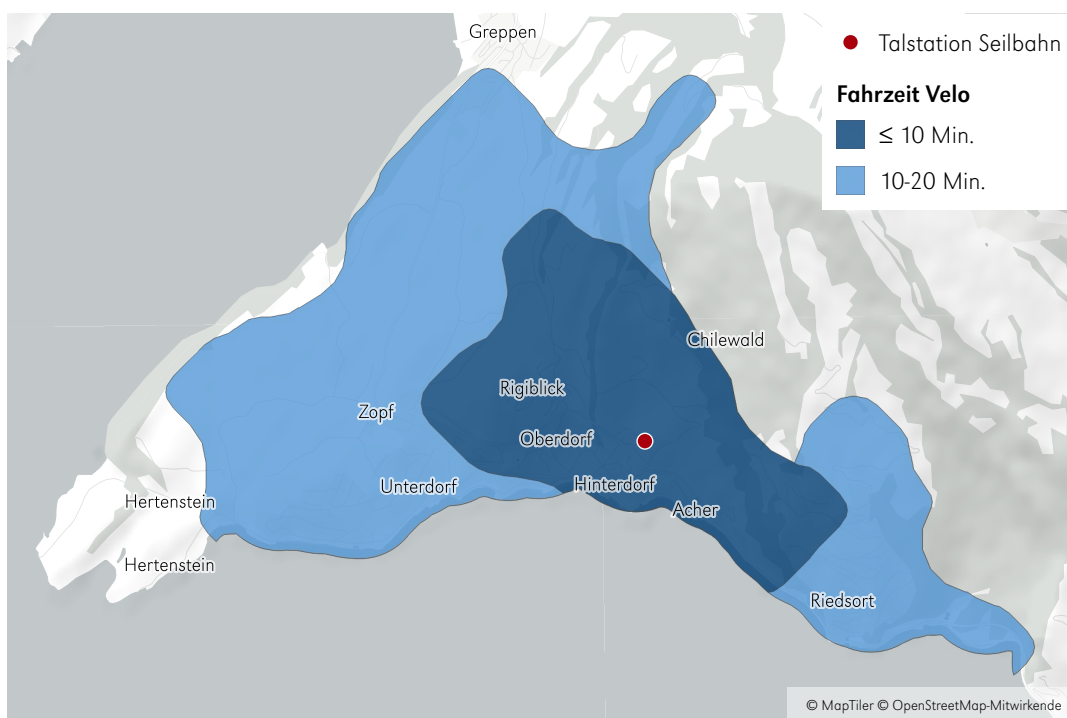 Greppen
Talstation Seilbahn
Fahrzeit Velo
≤ 10 Min.
10-20 Min.
Chilewald
Rigiblick
Zopf
Oberdorf
Unterdorf
Hinterdorf
Hertenstein
Acher
Hertenstein
Riedsort
© MapTiler © OpenStreetMap-Mitwirkende